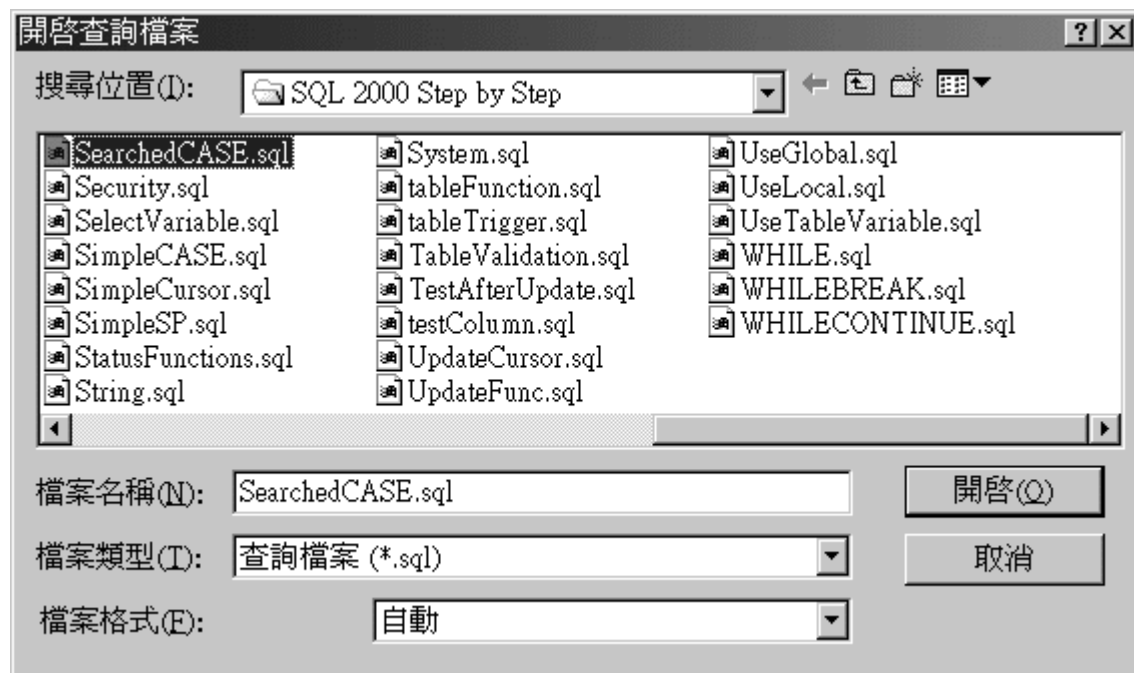 開啓查詢檔案
搜尋位置(I): SQL 2000 Step by Step
SearchedCASE.sql System.sql UseGlobal.sql
Security.sql tableFunction.sql UseLocal.sql
SelectVariable.sql tableTrigger.sql UseTableVariable.sql
SimpleCASE.sql TableValidation.sql WHILE.sql
SimpleCursor.sql TestAfterUpdate.sql WHILEBREAK.sql
SimpleSP.sql testColumn.sql WHILECONTINUE.sql
StatusFunctions.sql UpdateCursor.sql
String.sql UpdateFunc.sql
檔案名稱(N): SearchedCASE.sql 開啓(O)
檔案類型(T): 查詢檔案 (*.sql) 取消
檔案格式(F): 自動